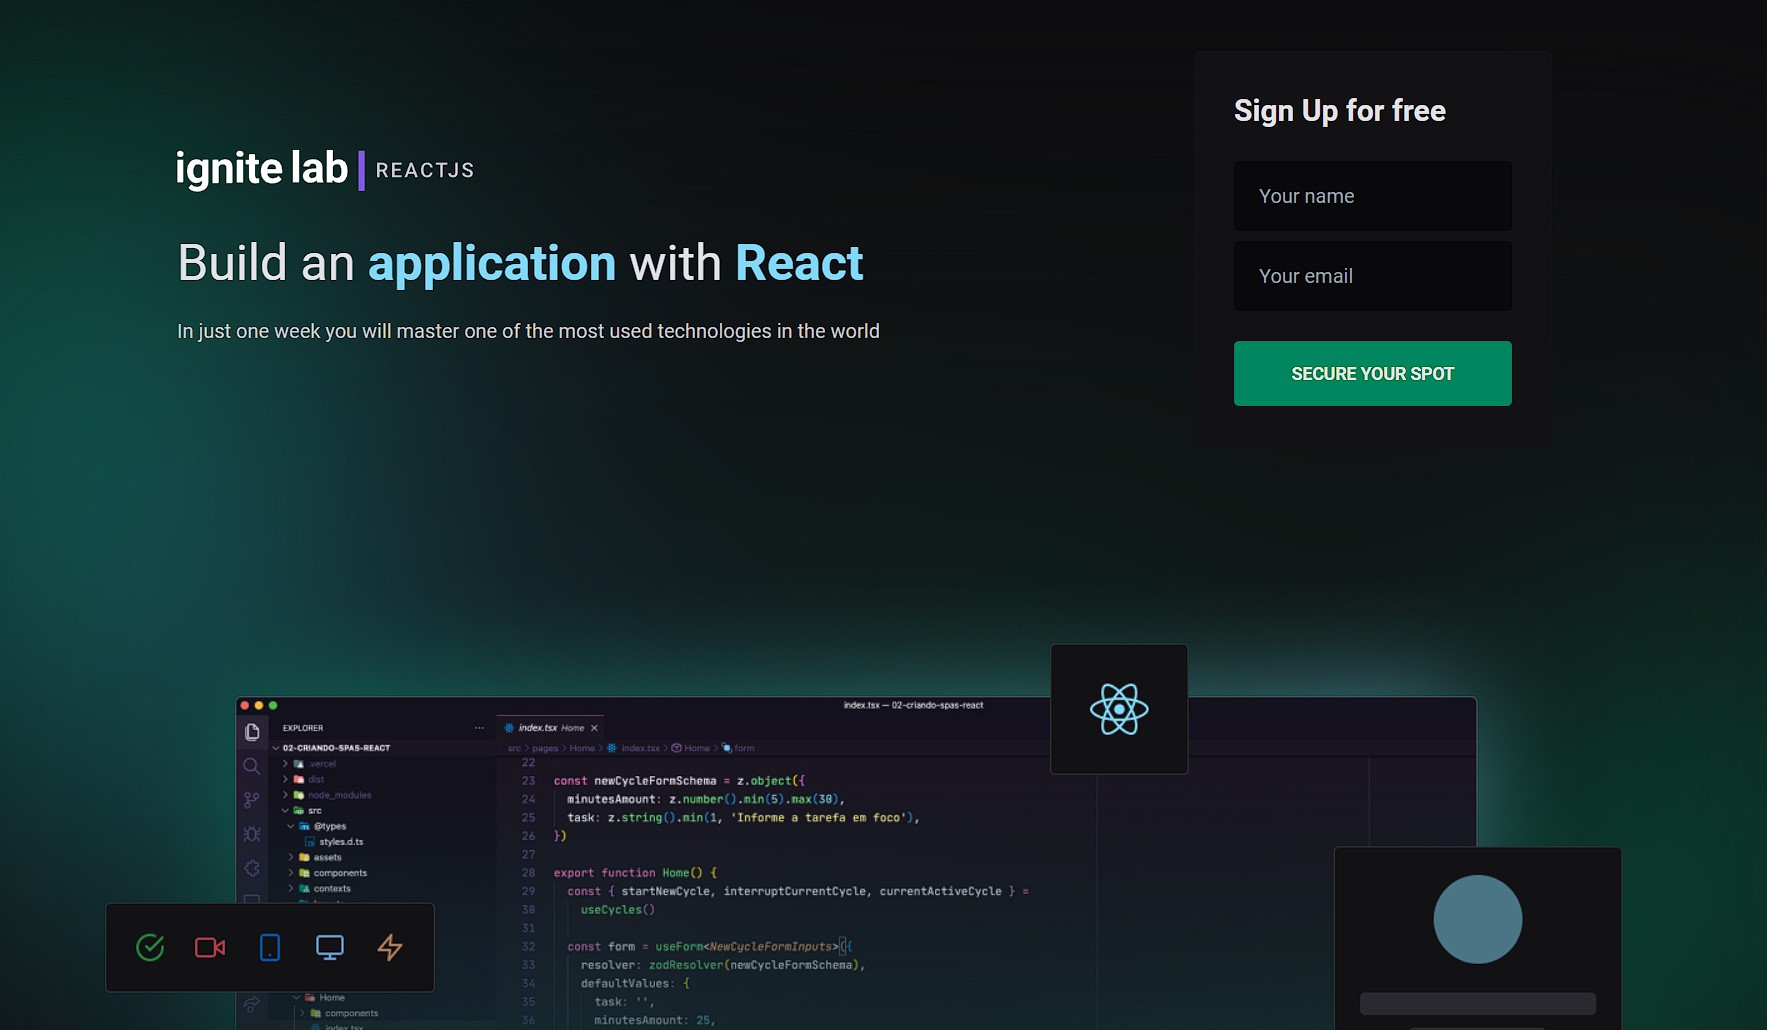 ignite lab | REACTJS
Build an application with React
In just one week you will master one of the most used technologies in the world
Sign Up for free
Your name
Your email
SECURE YOUR SPOT
index.tsx — 02-criando-spas-react
EXPLORER ···
02-CRIANDO-SPAS-REACT
.vercel
dist
node_modules
src
@types
styles.d.ts
assets
components
contexts
Home
components
index.tsx
index.tsx Home
src > pages > Home > index.tsx > Home > form
22
23 const newCycleFormSchema = z.object({
24 minutesAmount: z.number().min(5).max(30),
25 task: z.string().min(1, 'Informe a tarefa em foco'),
26 })
27
28 export function Home() {
29 const { startNewCycle, interruptCurrentCycle, currentActiveCycle } =
30 useCycles()
31
32 const form = useForm<NewCycleFormInputs>({
33 resolver: zodResolver(newCycleFormSchema),
34 defaultValues: {
35 task: '',
36 minutesAmount: 25,